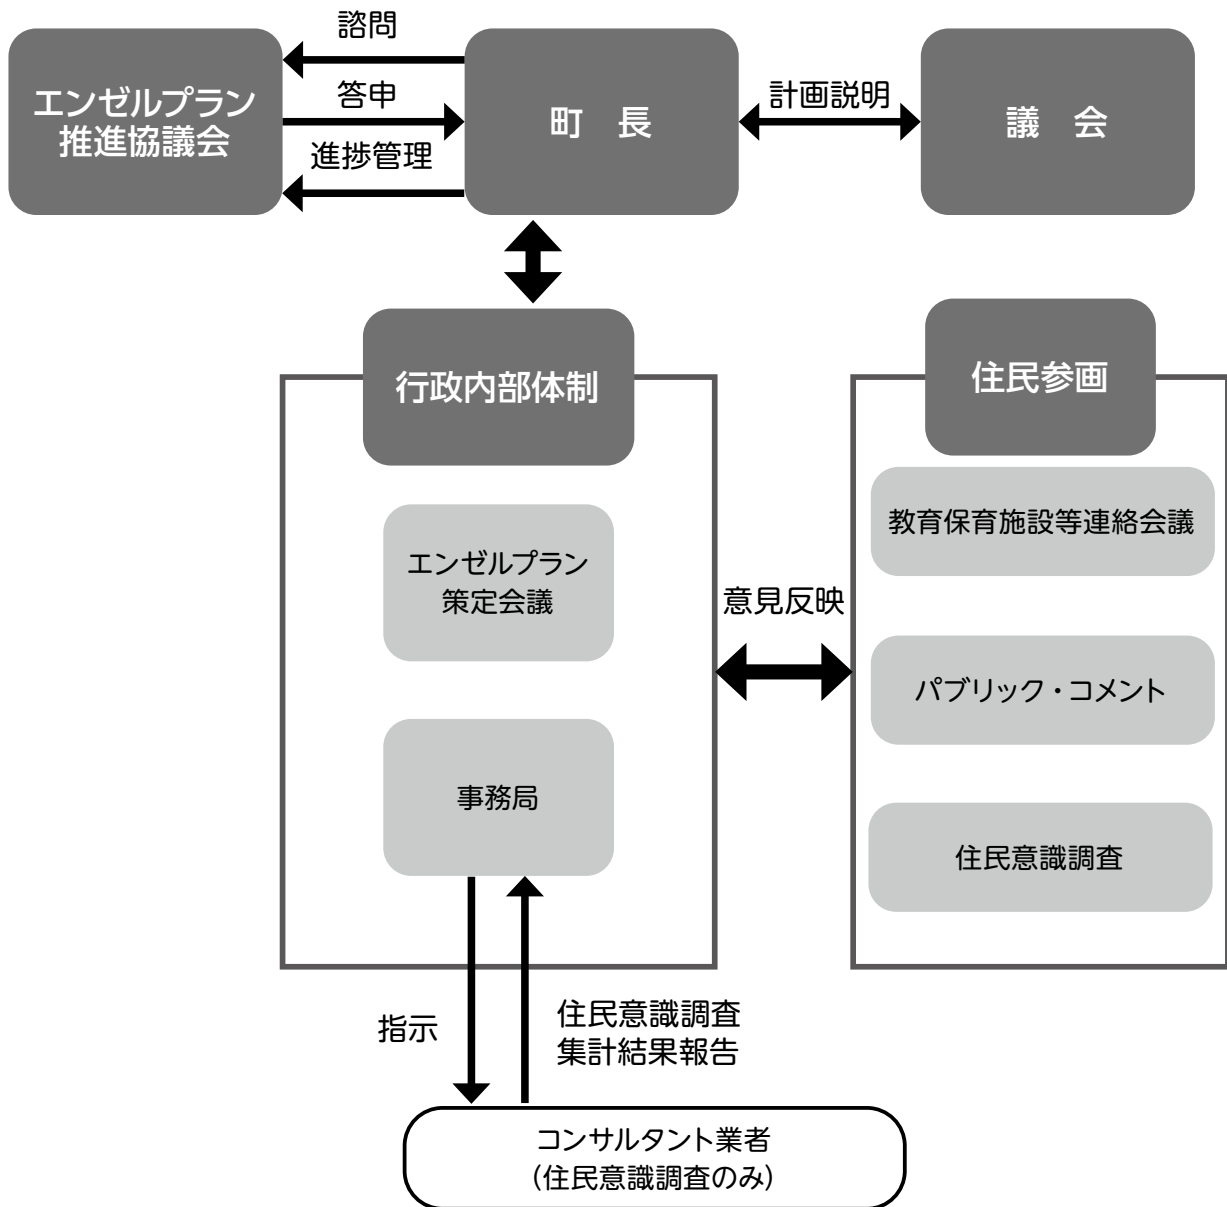 諮問
エンゼルプラン
推進協議会
答申
進捗管理
町　長
計画説明
議　会
行政内部体制
エンゼルプラン
策定会議
事務局
意見反映
住民参画
教育保育施設等連絡会議
パブリック・コメント
住民意識調査
指示
住民意識調査
集計結果報告
コンサルタント業者
(住民意識調査のみ)